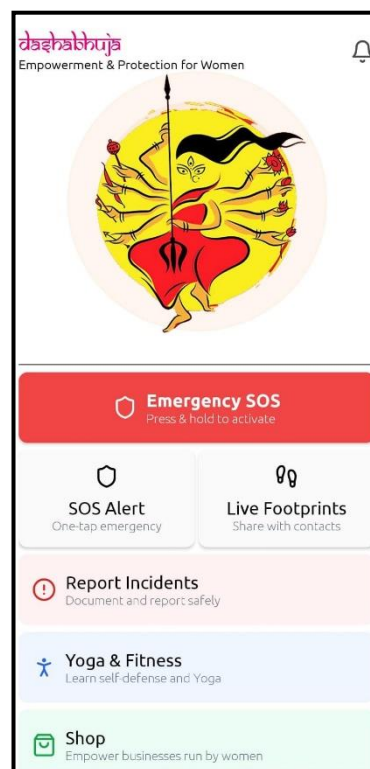 dashabhuja
Empowerment & Protection for Women
Emergency SOS
Press & hold to activate
SOS Alert
One-tap emergency
Live Footprints
Share with contacts
Report Incidents
Document and report safely
Yoga & Fitness
Learn self-defense and Yoga
Shop
Empower businesses run by women